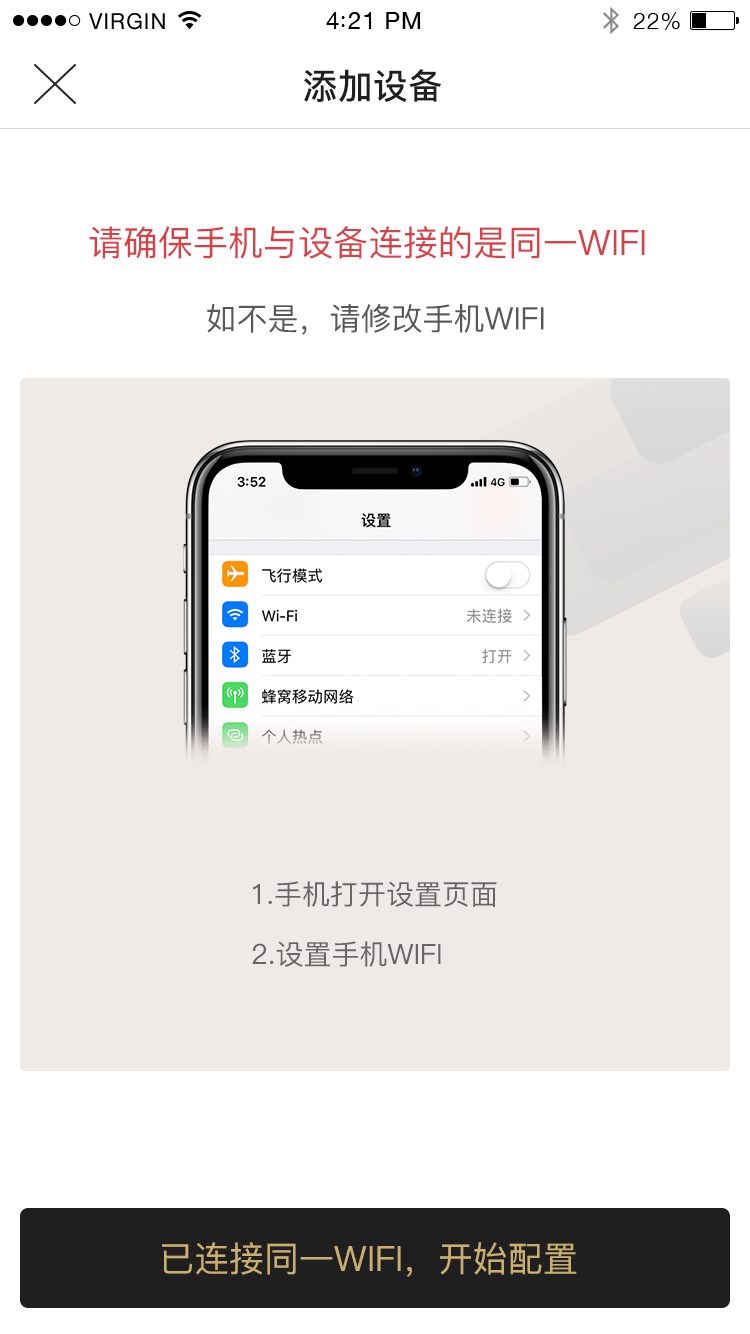 VIRGIN 4:21 PM 22%
添加设备
请确保手机与设备连接的是同一WIFI
如不是，请修改手机WIFI
3:52 4G
设置
飞行模式
Wi-Fi 未连接
蓝牙 打开
蜂窝移动网络
个人热点
1.手机打开设置页面
2.设置手机WIFI
已连接同一WIFI，开始配置